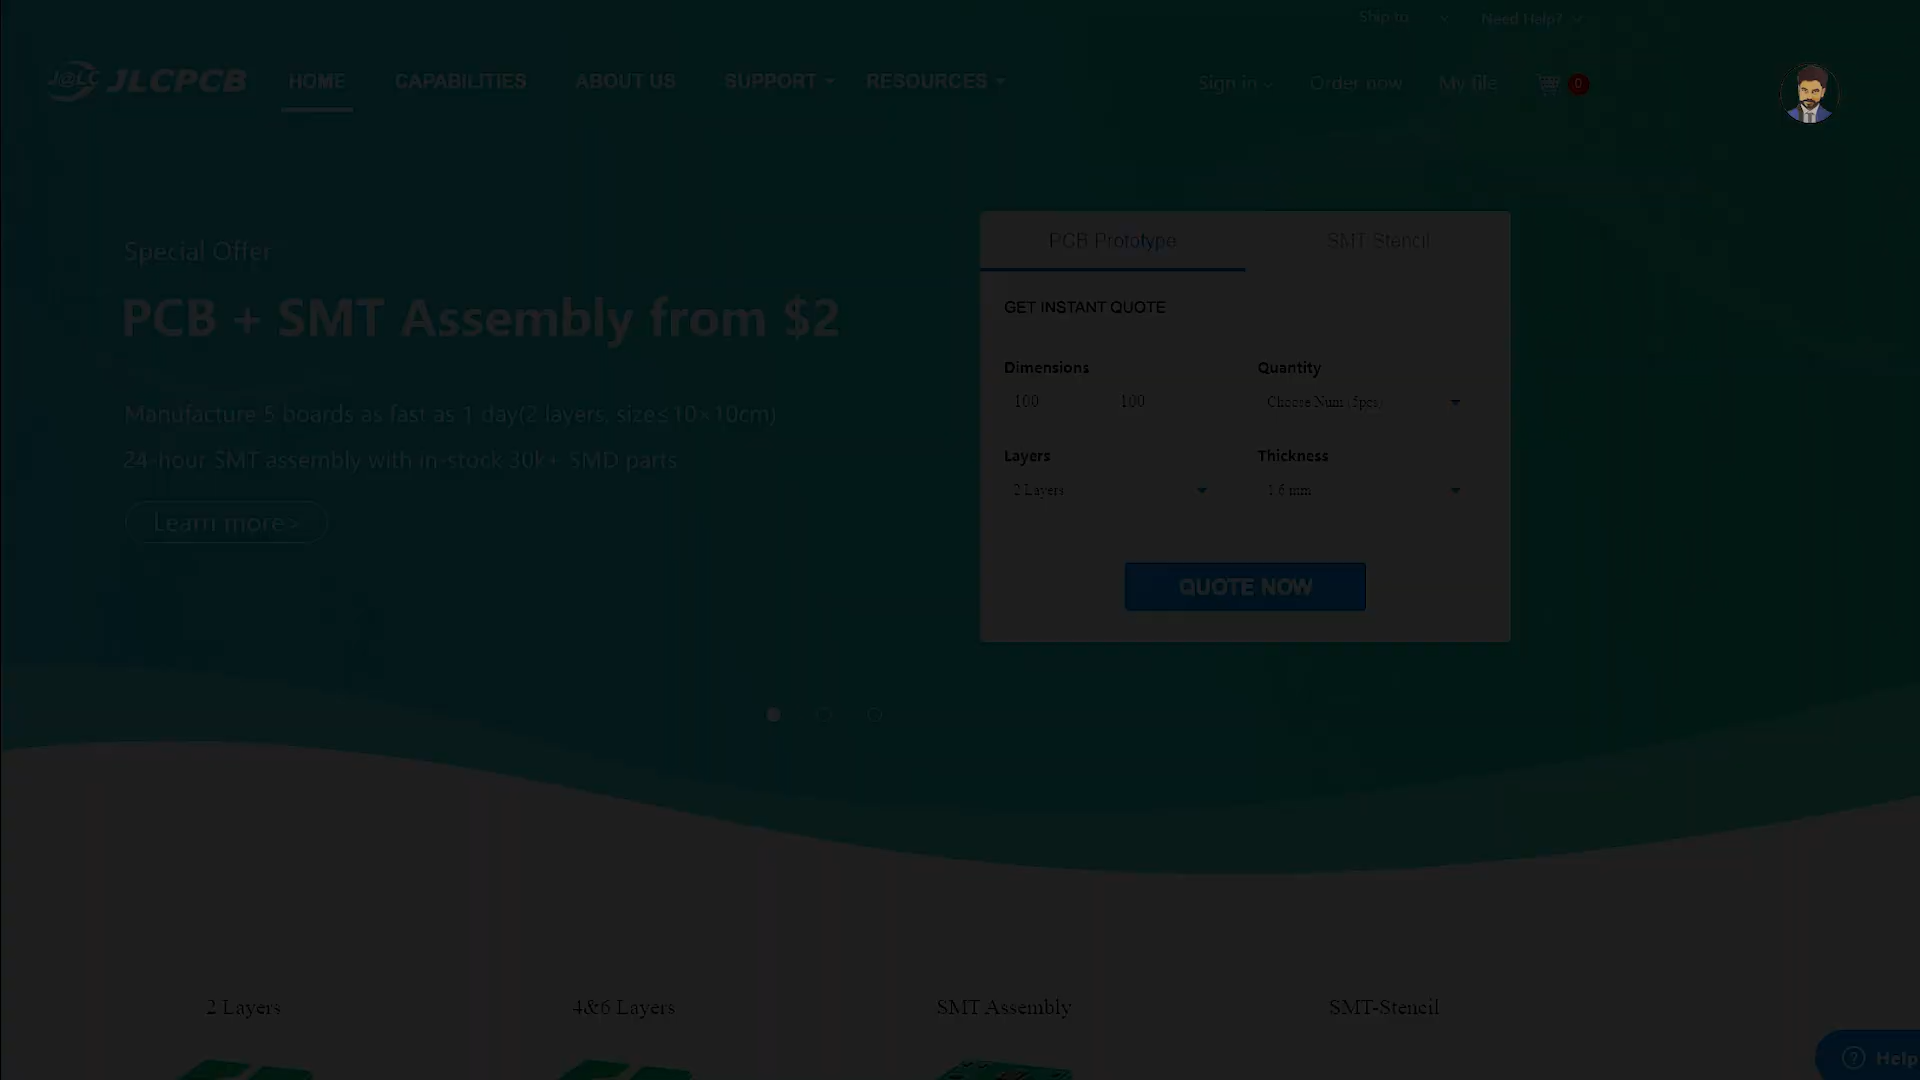 Ship to
Need Help?
J@LC JLCPCB
HOME
CAPABILITIES
ABOUT US
SUPPORT
RESOURCES
Sign in
Order now
My file
0
Special Offer
PCB + SMT Assembly from $2
Manufacture 5 boards as fast as 1 day(2 layers, size≤10×10cm)
24-hour SMT assembly with in-stock 30k+ SMD parts
Learn more>
PCB Prototype
SMT Stencil
GET INSTANT QUOTE
Dimensions
Quantity
100
100
Choose Num (5pcs)
Layers
Thickness
2 Layers
1.6 mm
QUOTE NOW
2 Layers
4&6 Layers
SMT Assembly
SMT-Stencil
? Help